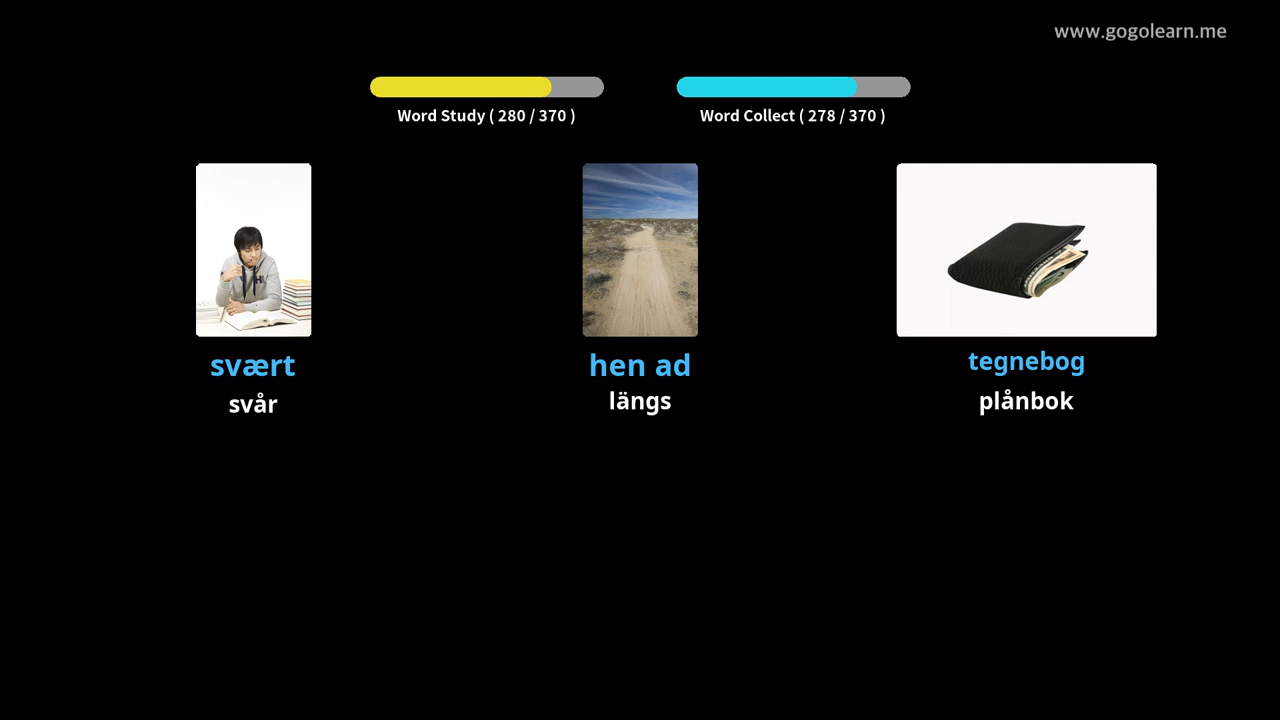 www.gogolearn.me
Word Study ( 280 / 370 )
Word Collect ( 278 / 370 )
svært
svår
hen ad
längs
tegnebog
plånbok